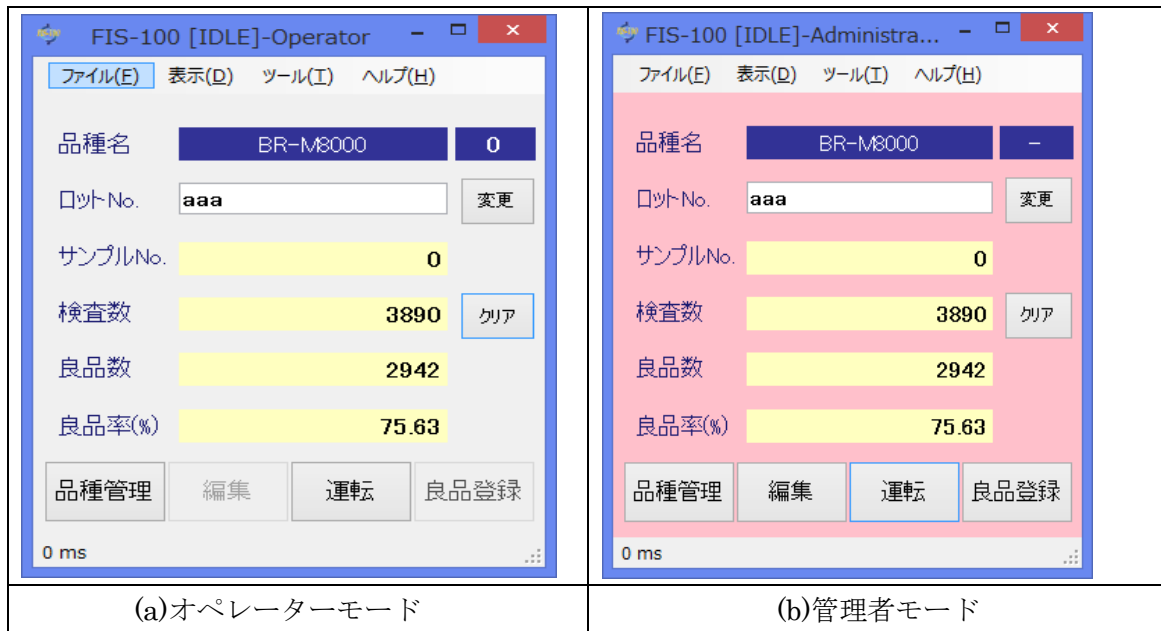 FIS-100 [IDLE]-Operator
ファイル(F) 表示(D) ツール(T) ヘルプ(H)
品種名 BR-M8000 0
ロットNo. aaa 変更
サンプルNo. 0
検査数 3890 クリア
良品数 2942
良品率(%) 75.63
品種管理 編集 運転 良品登録
0 ms
(a)オペレーターモード
FIS-100 [IDLE]-Administra...
ファイル(F) 表示(D) ツール(T) ヘルプ(H)
品種名 BR-M8000 -
ロットNo. aaa 変更
サンプルNo. 0
検査数 3890 クリア
良品数 2942
良品率(%) 75.63
品種管理 編集 運転 良品登録
0 ms
(b)管理者モード